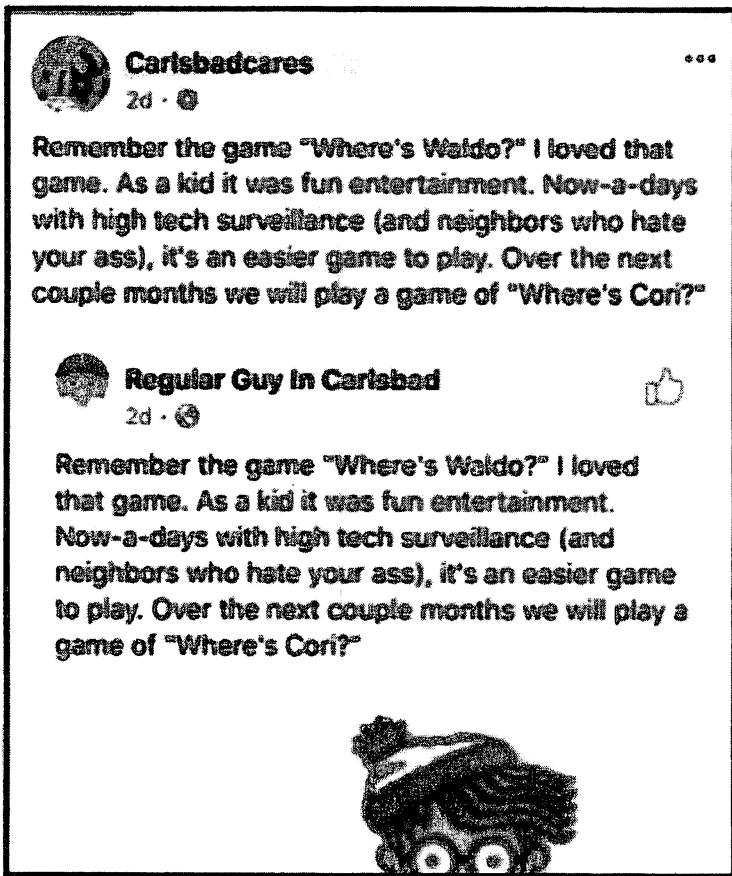 Carlsbadcares
2d ·
Remember the game "Where's Waldo?" I loved that
game. As a kid it was fun entertainment. Now-a-days
with high tech surveillance (and neighbors who hate
your ass), it's an easier game to play. Over the next
couple months we will play a game of "Where's Cori?"
Regular Guy In Carlsbad
2d ·
Remember the game "Where's Waldo?" I loved
that game. As a kid it was fun entertainment.
Now-a-days with high tech surveillance (and
neighbors who hate your ass), it's an easier game
to play. Over the next couple months we will play a
game of "Where's Cori?"